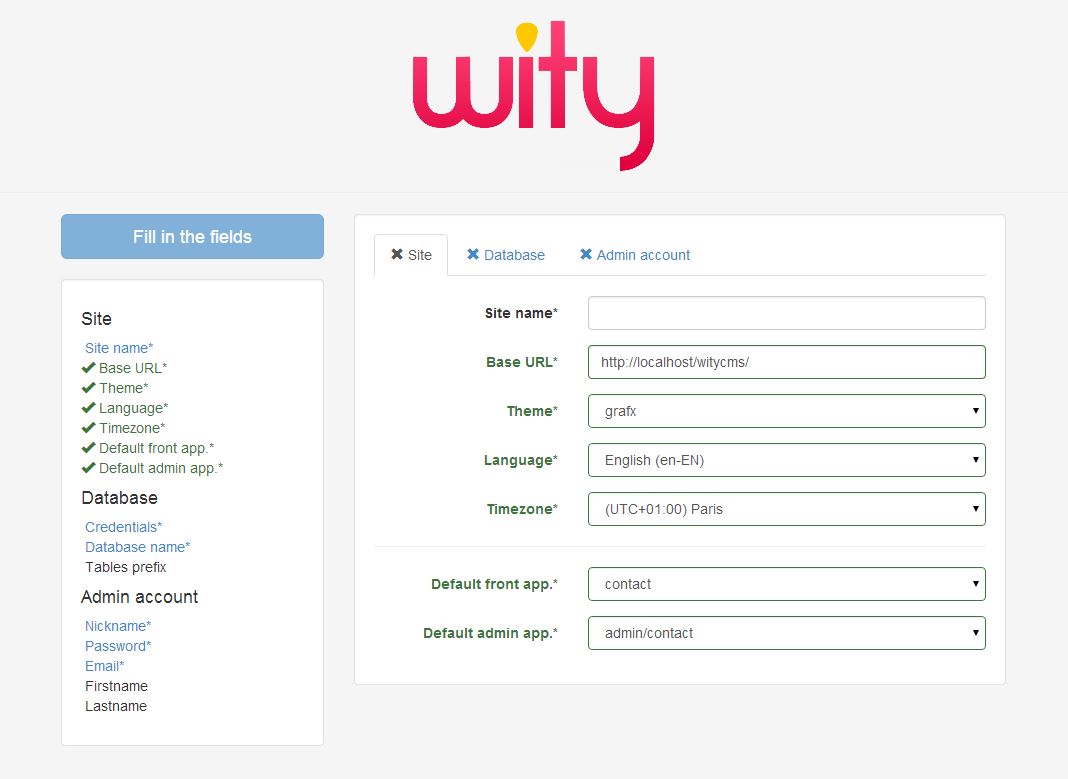 wity
Fill in the fields
Site
Site name*
Base URL*
Theme*
Language*
Timezone*
Default front app.*
Default admin app.*
Database
Credentials*
Database name*
Tables prefix
Admin account
Nickname*
Password*
Email*
Firstname
Lastname
Site Database Admin account
Site name*
Base URL* http://localhost/witycms/
Theme* grafx
Language* English (en-EN)
Timezone* (UTC+01:00) Paris
Default front app.* contact
Default admin app.* admin/contact